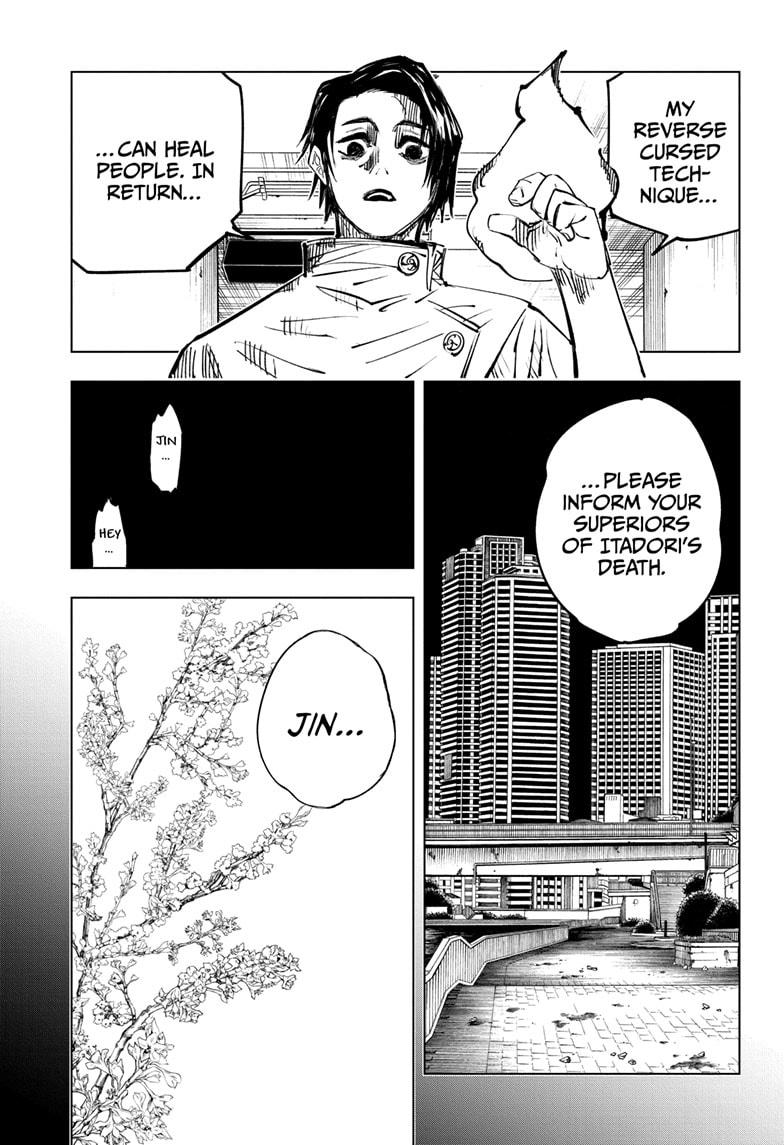 MY
REVERSE
CURSED
TECH-
NIQUE...
...CAN HEAL
PEOPLE. IN
RETURN...
...PLEASE
INFORM YOUR
SUPERIORS
OF ITADORI'S
DEATH.
JIN
...
HEY
...
JIN...